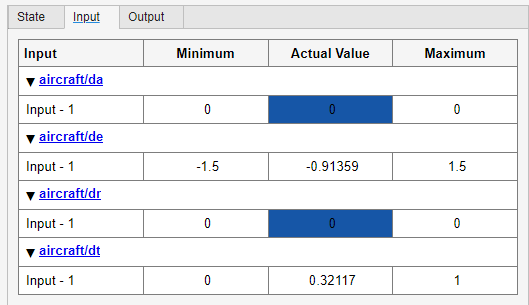 State Input Output
Input Minimum Actual Value Maximum
▼ aircraft/da
Input - 1 0 0 0
▼ aircraft/de
Input - 1 -1.5 -0.91359 1.5
▼ aircraft/dr
Input - 1 0 0 0
▼ aircraft/dt
Input - 1 0 0.32117 1